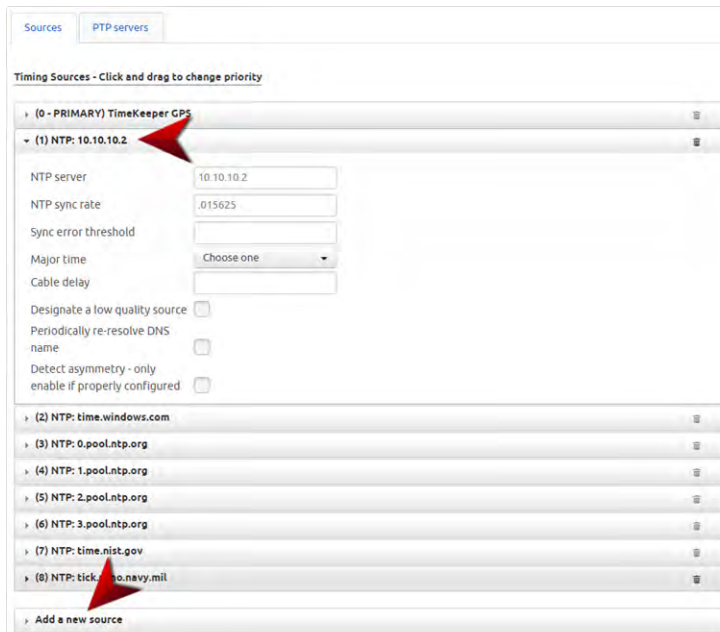 Sources PTP servers
Timing Sources - Click and drag to change priority
(0 - PRIMARY) TimeKeeper GPS
(1) NTP: 10.10.10.2
NTP server 10.10.10.2
NTP sync rate .015625
Sync error threshold
Major time Choose one
Cable delay
Designate a low quality source
Periodically re-resolve DNS
name
Detect asymmetry - only
enable if properly configured
(2) NTP: time.windows.com
(3) NTP: 0.pool.ntp.org
(4) NTP: 1.pool.ntp.org
(5) NTP: 2.pool.ntp.org
(6) NTP: 3.pool.ntp.org
(7) NTP: time.nist.gov
(8) NTP:
Add a new source